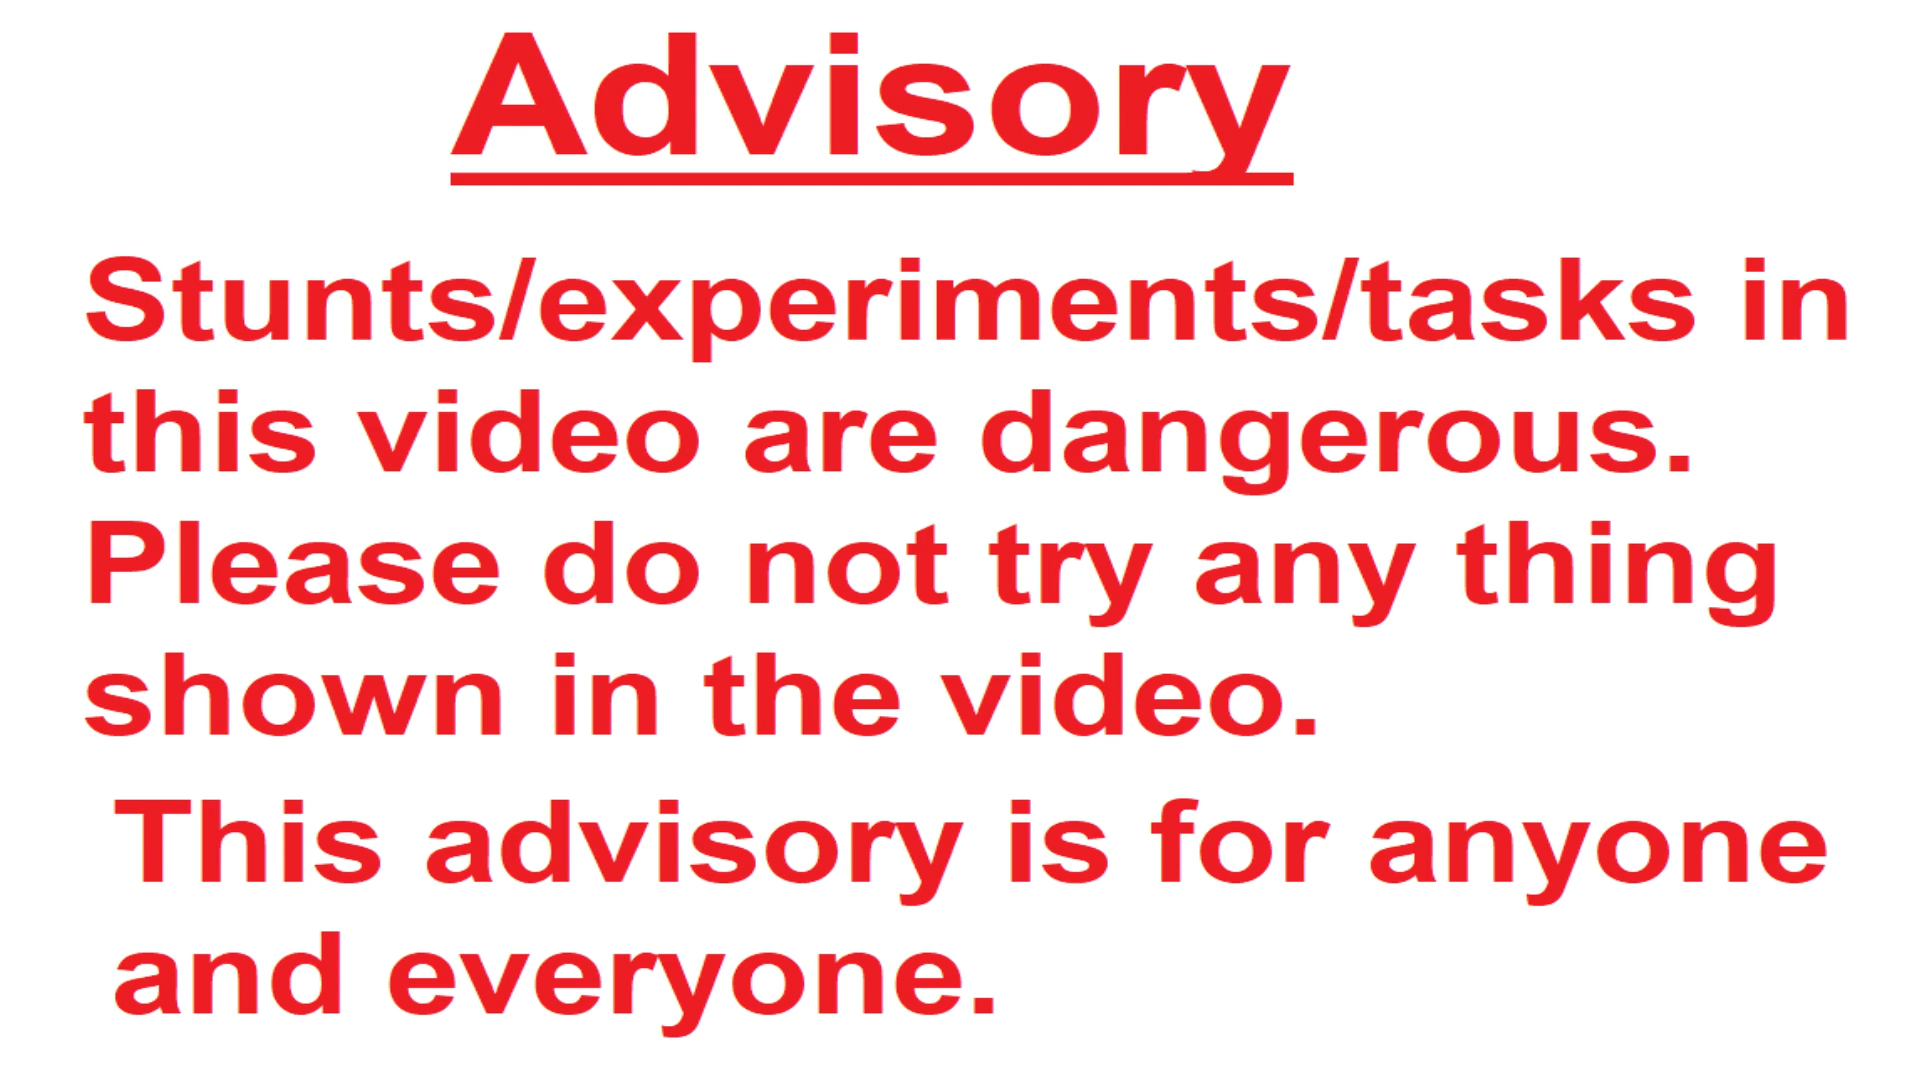 Advisory
Stunts/experiments/tasks in
this video are dangerous.
Please do not try any thing
shown in the video.
This advisory is for anyone
and everyone.